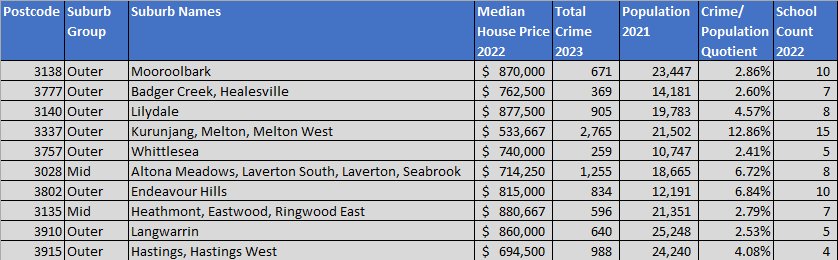 Postcode Suburb Group Suburb Names Median House Price 2022 Total Crime 2023 Population 2021 Crime/ Population Quotient School Count 2022
3138 Outer Mooroolbark $ 870,000 671 23,447 2.86% 10
3777 Outer Badger Creek, Healesville $ 762,500 369 14,181 2.60% 7
3140 Outer Lilydale $ 877,500 905 19,783 4.57% 8
3337 Outer Kurunjang, Melton, Melton West $ 533,667 2,765 21,502 12.86% 15
3757 Outer Whittlesea $ 740,000 259 10,747 2.41% 5
3028 Mid Altona Meadows, Laverton South, Laverton, Seabrook $ 714,250 1,255 18,665 6.72% 8
3802 Outer Endeavour Hills $ 815,000 834 12,191 6.84% 10
3135 Mid Heathmont, Eastwood, Ringwood East $ 880,667 596 21,351 2.79% 7
3910 Outer Langwarrin $ 860,000 640 25,248 2.53% 5
3915 Outer Hastings, Hastings West $ 694,500 988 24,240 4.08% 4